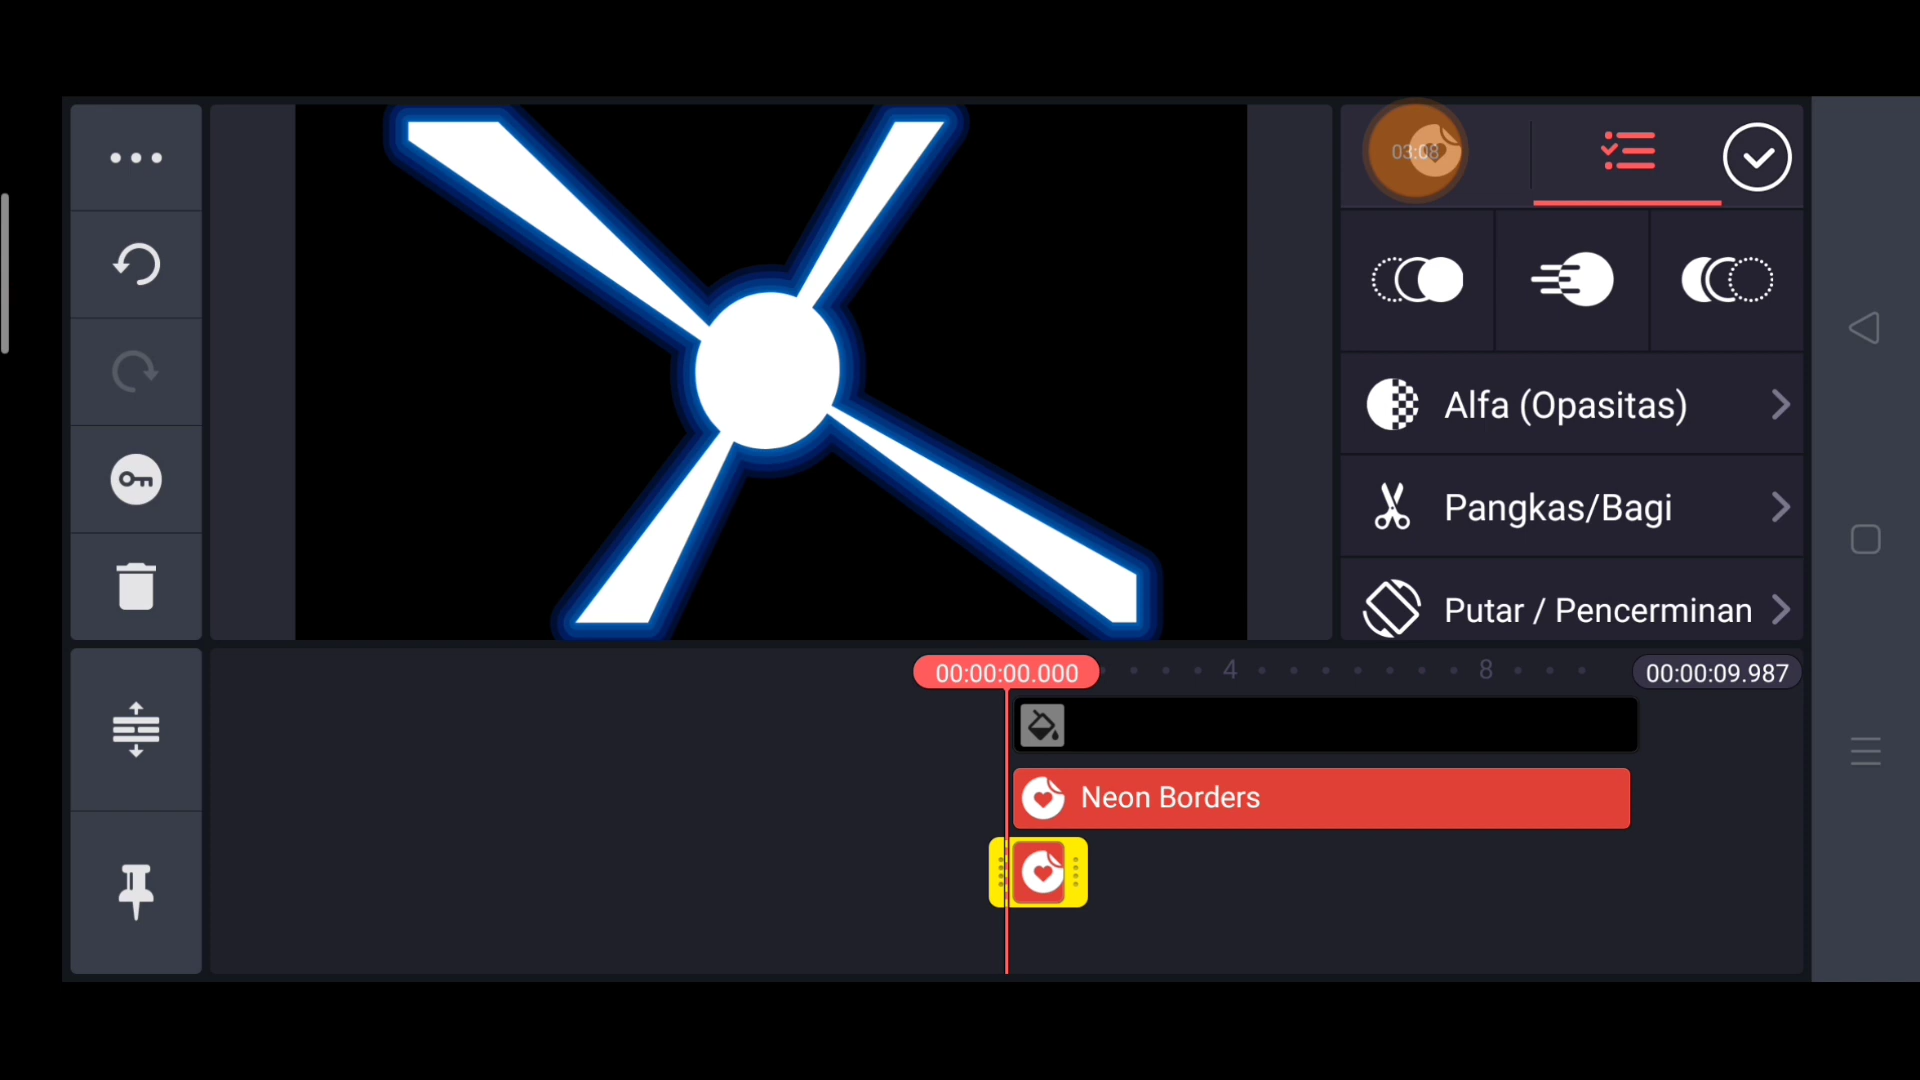 03:08
Alfa (Opasitas)
Pangkas/Bagi
Putar / Pencerminan
00:00:00.000
4
8
00:00:09.987
Neon Borders